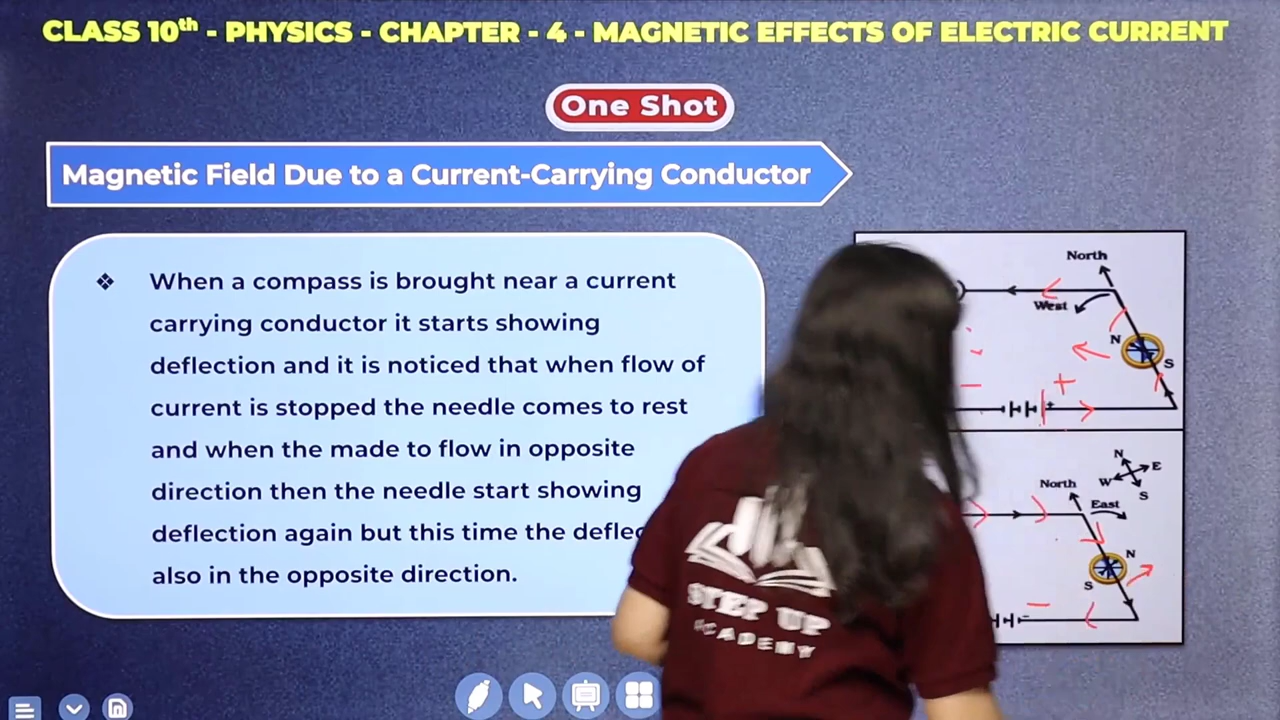 CLASS 10th - PHYSICS - CHAPTER - 4 - MAGNETIC EFFECTS OF ELECTRIC CURRENT
One Shot
Magnetic Field Due to a Current-Carrying Conductor
❖ When a compass is brought near a current
carrying conductor it starts showing
deflection and it is noticed that when flow of
current is stopped the needle comes to rest
and when the made to flow in opposite
direction then the needle start showing
deflection again but this time the deflec
also in the opposite direction.
North
West
N
S
+
+
−
N
E
W
S
North
East
N
S
−
−
STEP UP
ACADEMY